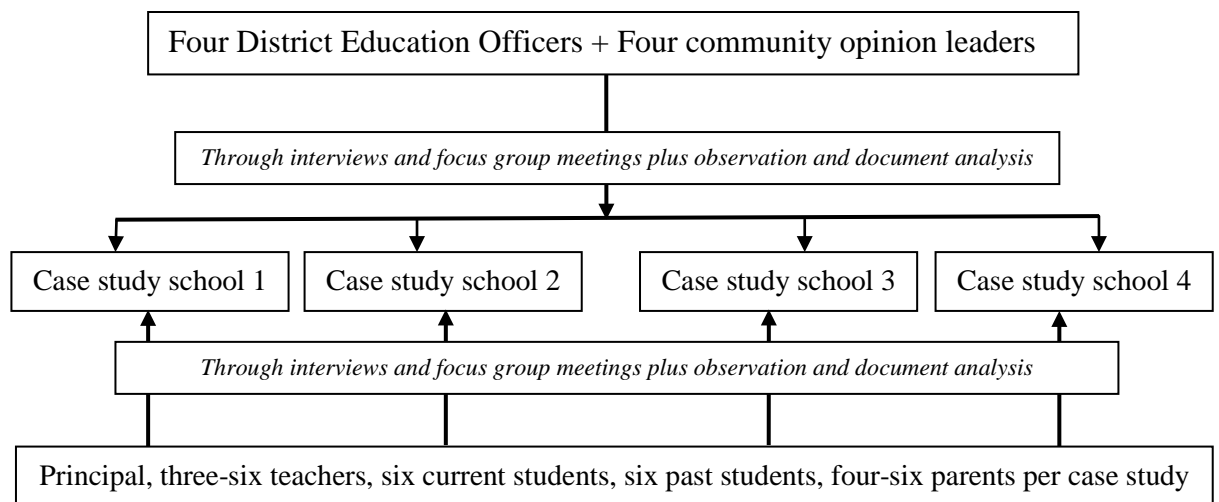 Four District Education Officers + Four community opinion leaders
Through interviews and focus group meetings plus observation and document analysis
Case study school 1
Case study school 2
Case study school 3
Case study school 4
Through interviews and focus group meetings plus observation and document analysis
Principal, three-six teachers, six current students, six past students, four-six parents per case study